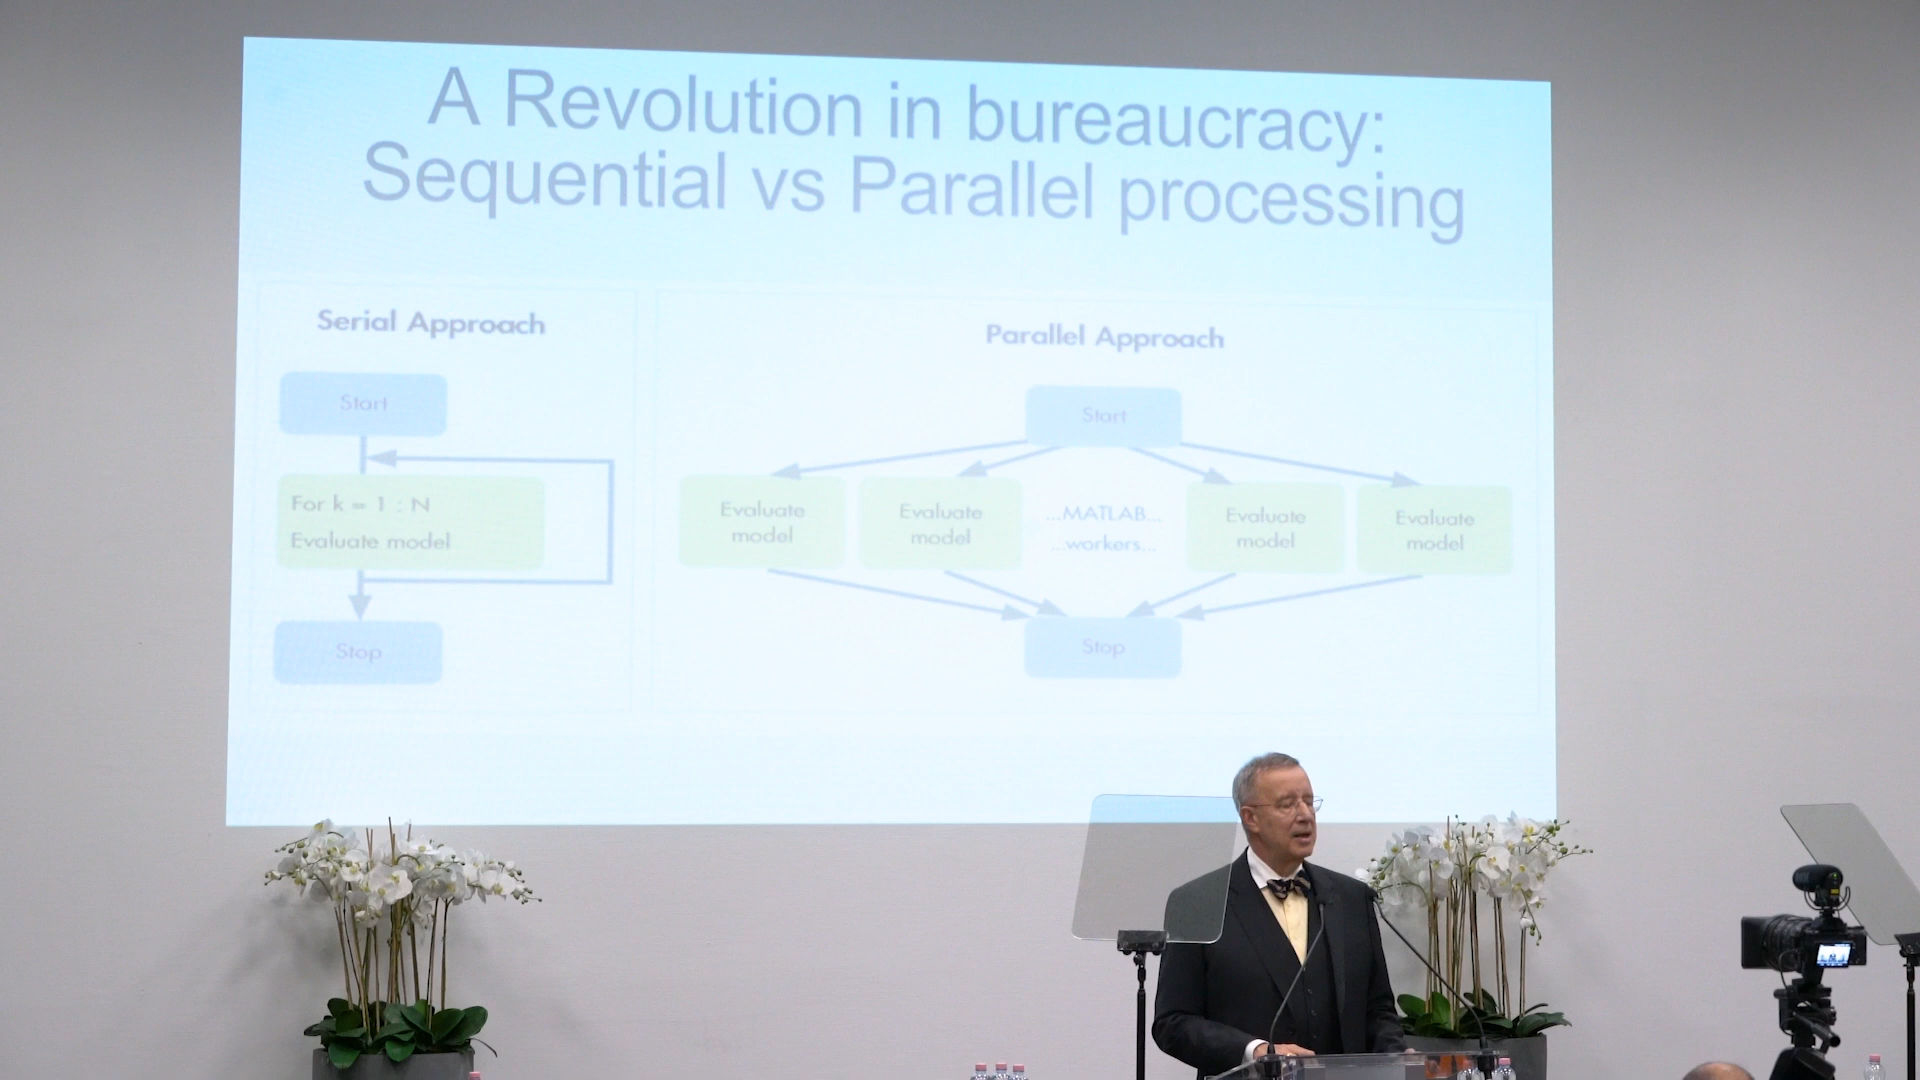 A Revolution in bureaucracy:
Sequential vs Parallel processing
Serial Approach
Start
For k = 1 : N
Evaluate model
Stop
Parallel Approach
Start
Evaluate
model
Evaluate
model
...MATLAB...
...workers...
Evaluate
model
Evaluate
model
Stop